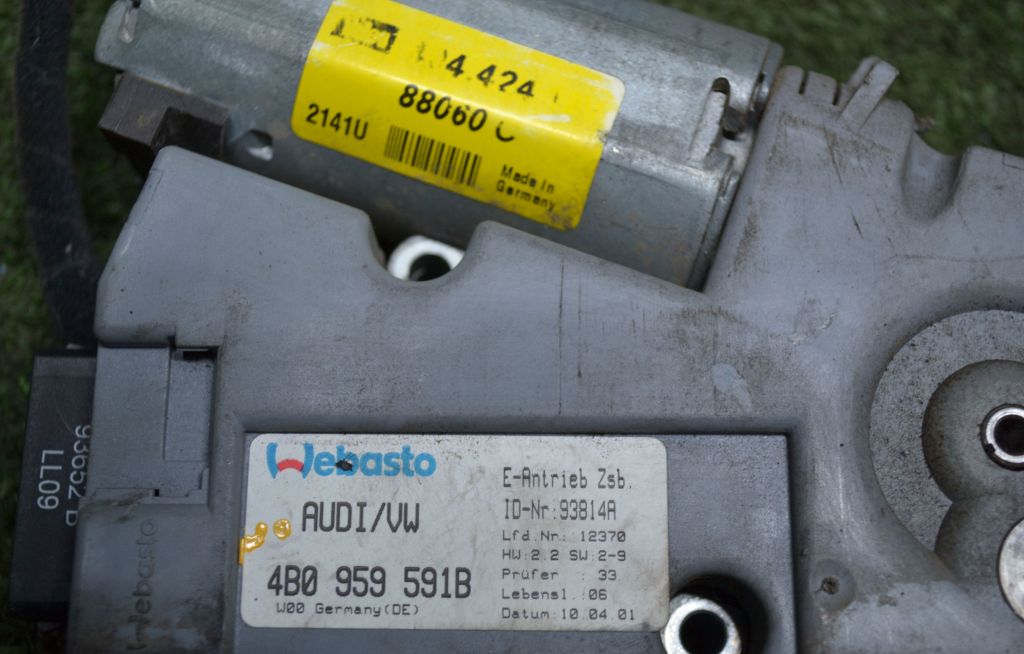 4.424
88060 C
2141U
Made in
Germany
93652 B
LL09
Webasto
Webasto
AUDI/VW
4B0 959 591B
W00 Germany(DE)
E-Antrieb Zsb.
ID-Nr:93814A
Lfd.Nr: 12370
HW:2.2 SW:2-9
Prüfer : 33
Lebensl.:06
Datum:10.04.01